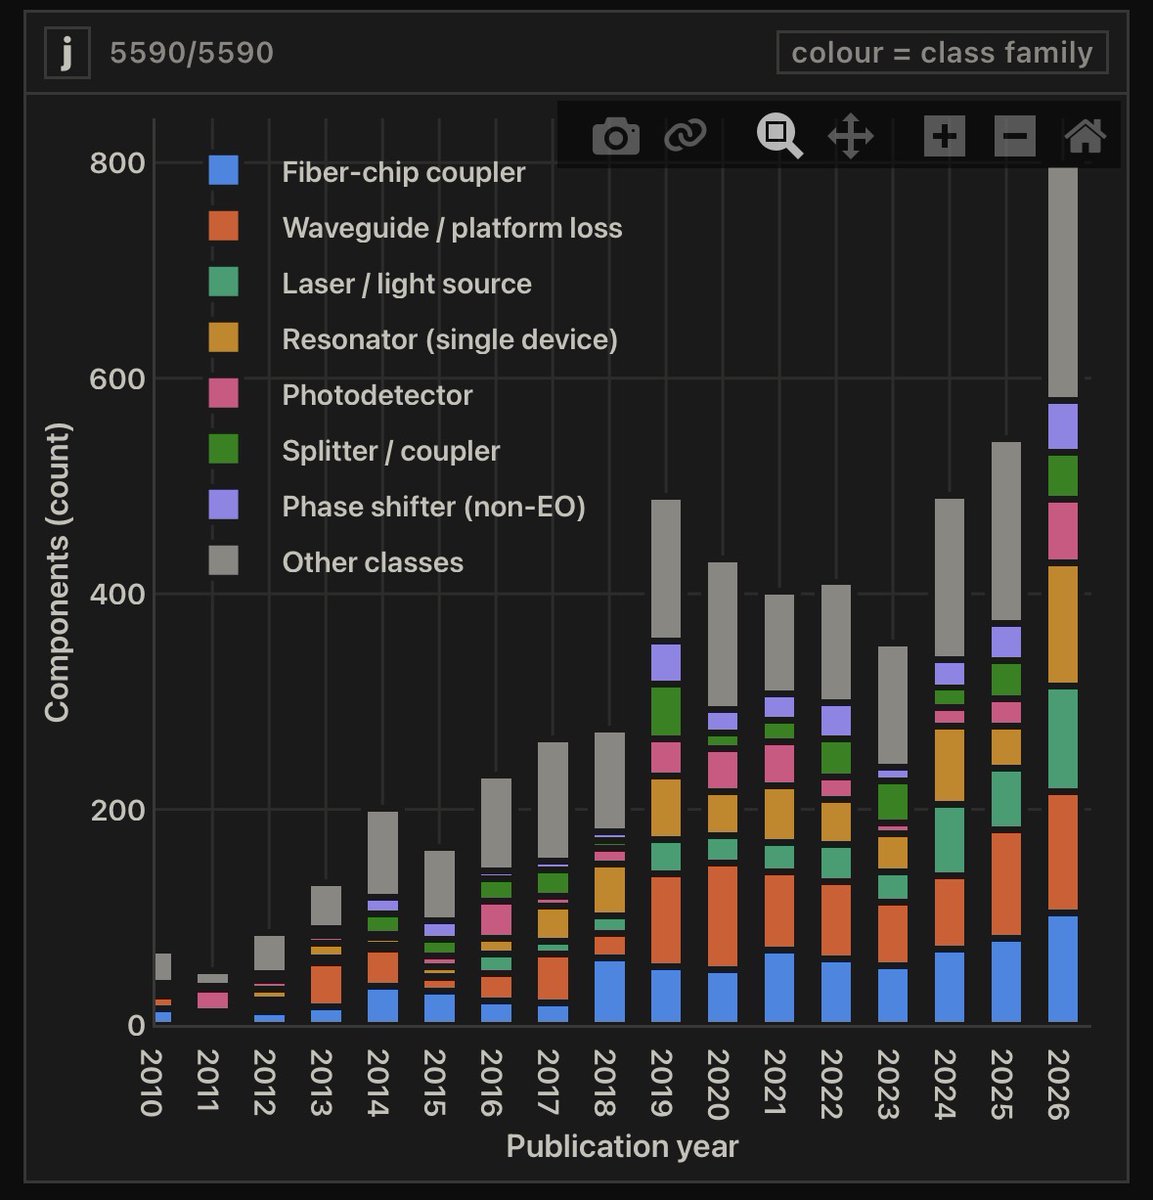 j 5590/5590 colour = class family
800
600
400
200
0
Components (count)
Fiber-chip coupler
Waveguide / platform loss
Laser / light source
Resonator (single device)
Photodetector
Splitter / coupler
Phase shifter (non-EO)
Other classes
2010 2011 2012 2013 2014 2015 2016 2017 2018 2019 2020 2021 2022 2023 2024 2025 2026
Publication year